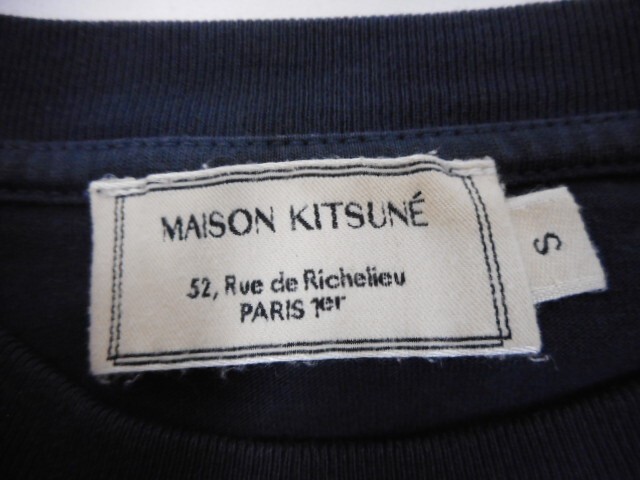 MAISON KITSUNÉ
52, Rue de Richelieu
PARIS 1er
S